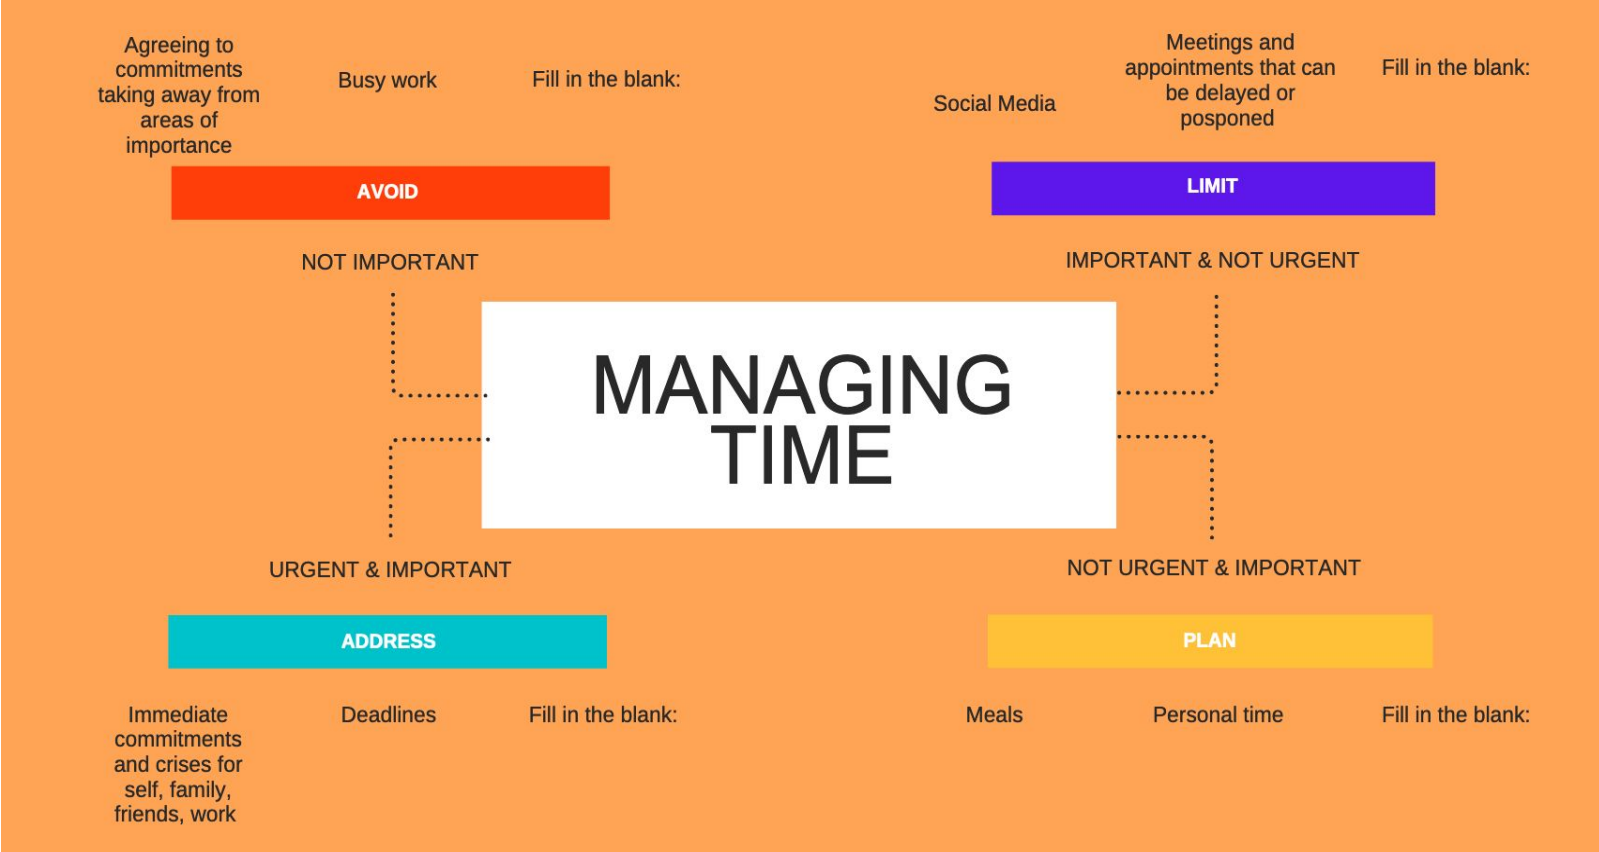 Agreeing to
commitments
taking away from
areas of
importance
Busy work
Fill in the blank:
AVOID
NOT IMPORTANT
Social Media
Meetings and
appointments that can
be delayed or
posponed
Fill in the blank:
LIMIT
IMPORTANT & NOT URGENT
MANAGING
TIME
URGENT & IMPORTANT
ADDRESS
Immediate
commitments
and crises for
self, family,
friends, work
Deadlines
Fill in the blank:
NOT URGENT & IMPORTANT
PLAN
Meals
Personal time
Fill in the blank: